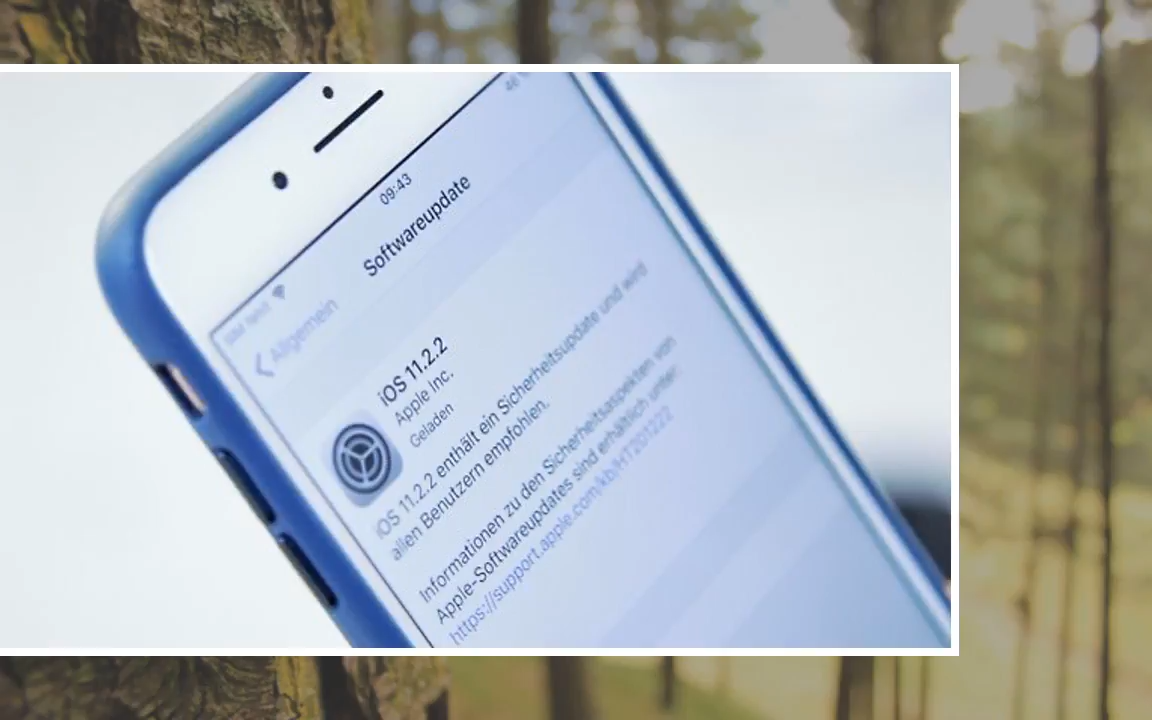 09:43
Softwareupdate
Allgemein
iOS 11.2.2
Apple Inc.
Geladen
iOS 11.2.2 enthält ein Sicherheitsupdate und wird
allen Benutzern empfohlen.
Informationen zu den Sicherheitsaspekten von
Apple-Softwareupdates sind erhältlich unter:
https://support.apple.com/kb/HT201222